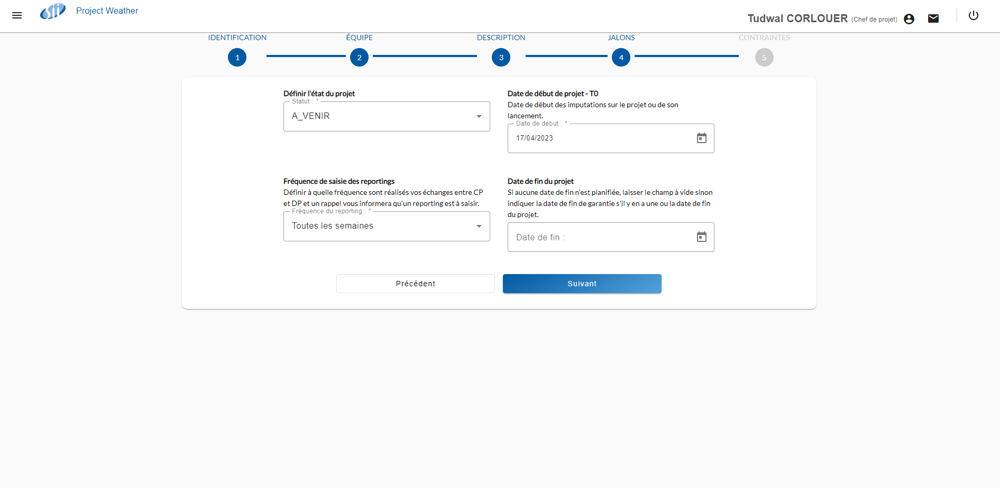 Sii
Project Weather
Tudwal CORLOUER (Chef de projet)
IDENTIFICATION
1
ÉQUIPE
2
DESCRIPTION
3
JALONS
4
CONTRAINTES
5
Définir l'état du projet
Statut : *
A_VENIR
Date de début de projet - T0
Date de début des imputations sur le projet ou de son
lancement.
Date de début : *
17/04/2023
Fréquence de saisie des reportings
Définir à quelle fréquence sont réalisés vos échanges entre CP
et DP et un rappel vous informera qu'un reporting est à saisir.
Fréquence du reporting : *
Toutes les semaines
Date de fin du projet
Si aucune date de fin n'est planifiée, laisser le champ à vide sinon
indiquer la date de fin de garantie s'il y en a une ou la date de fin
du projet.
Date de fin :
Précédent
Suivant